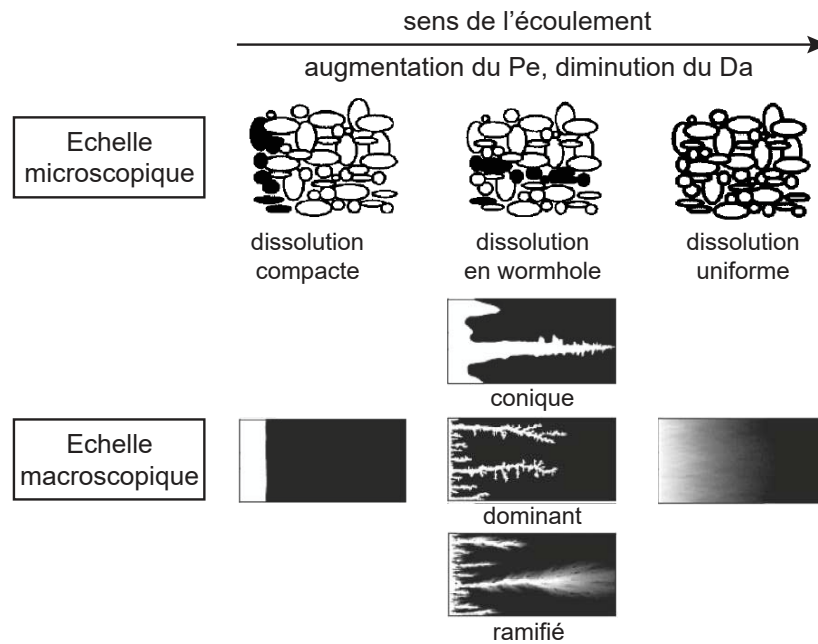 sens de l'écoulement
augmentation du Pe, diminution du Da
Echelle
microscopique
dissolution
compacte
dissolution
en wormhole
dissolution
uniforme
conique
Echelle
macroscopique
dominant
ramifié